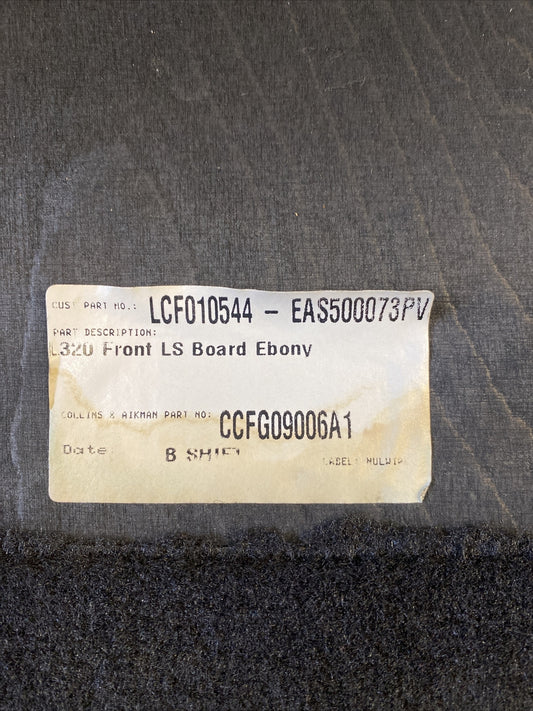 CUST PART NO.: LCF010544 - EAS500073PV
PART DESCRIPTION:
L320 Front LS Board Ebony
COLLINS & AIKMAN PART NO: CCFG09006A1
Date B SHIFT
LABEL: